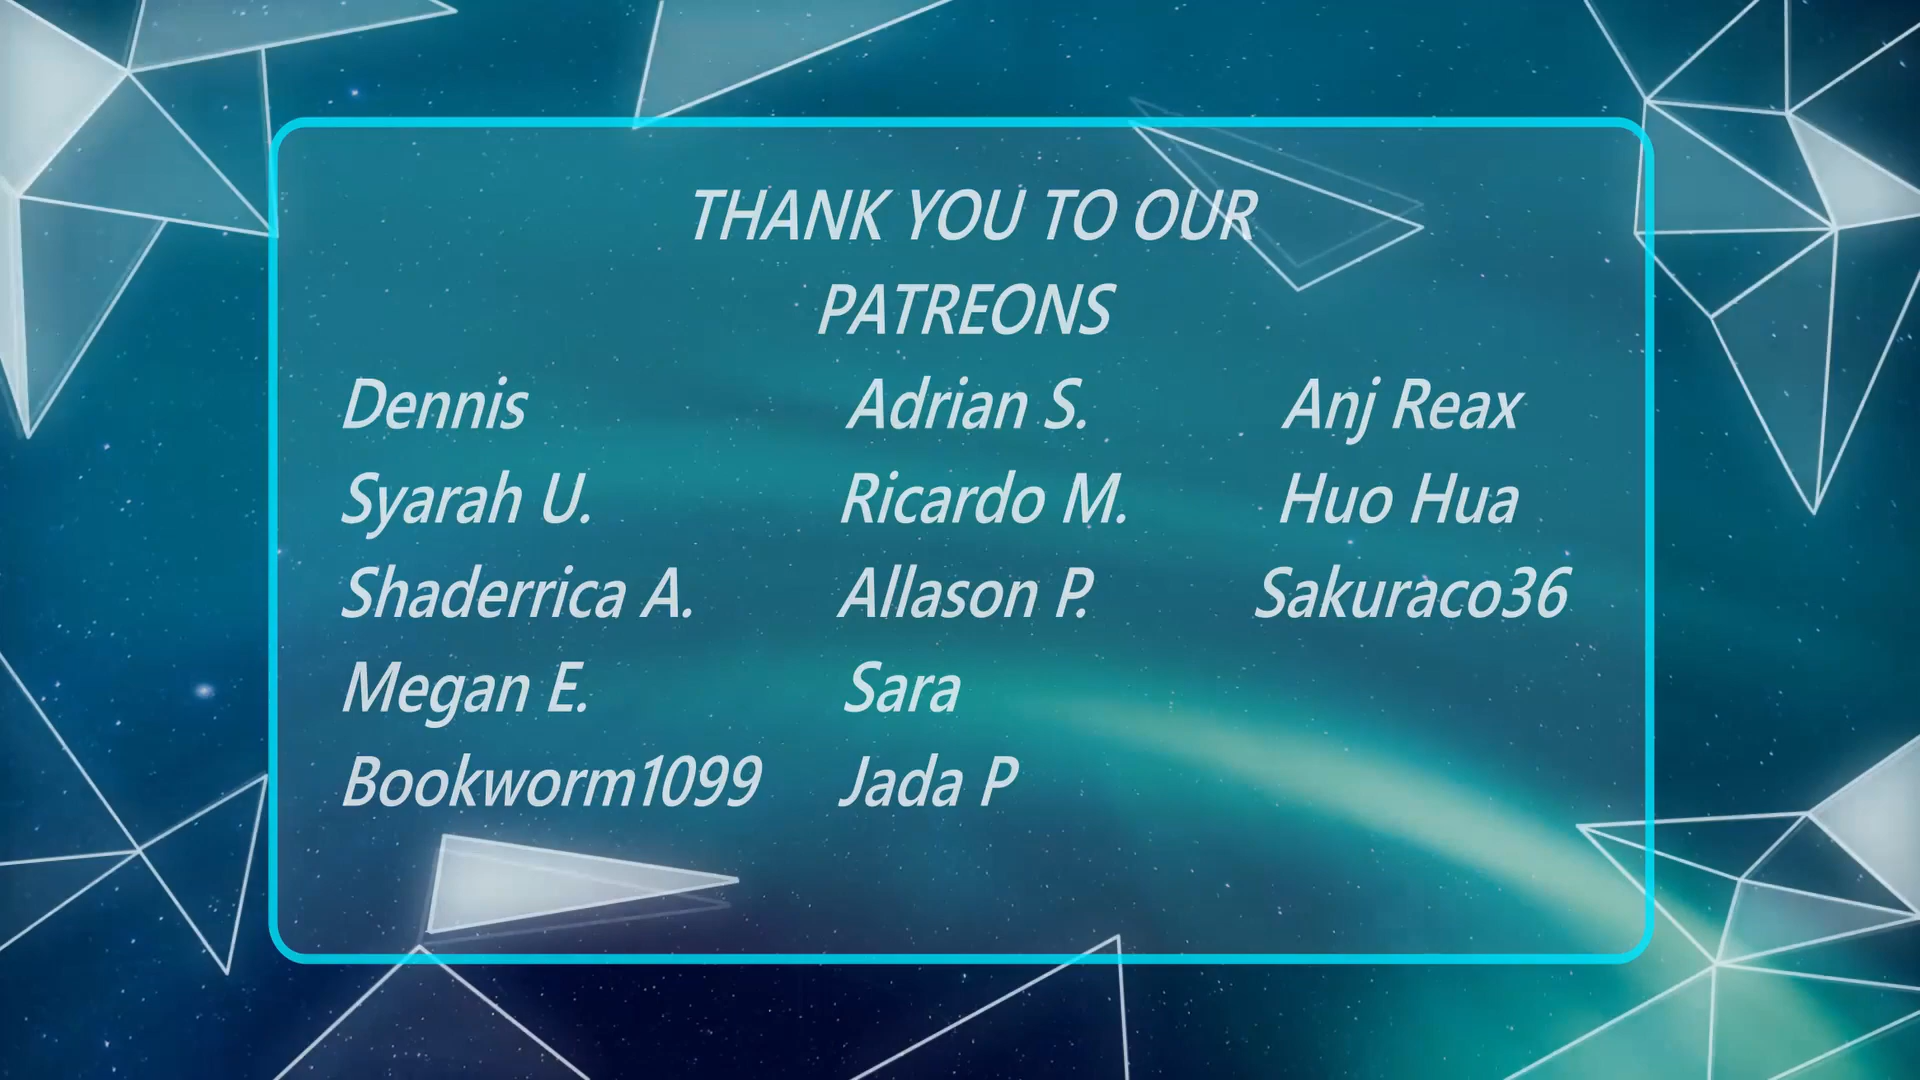 THANK YOU TO OUR
PATREONS
Dennis Adrian S. Anj Reax
Syarah U. Ricardo M. Huo Hua
Shaderrica A. Allason P. Sakuraco36
Megan E. Sara
Bookworm1099 Jada P